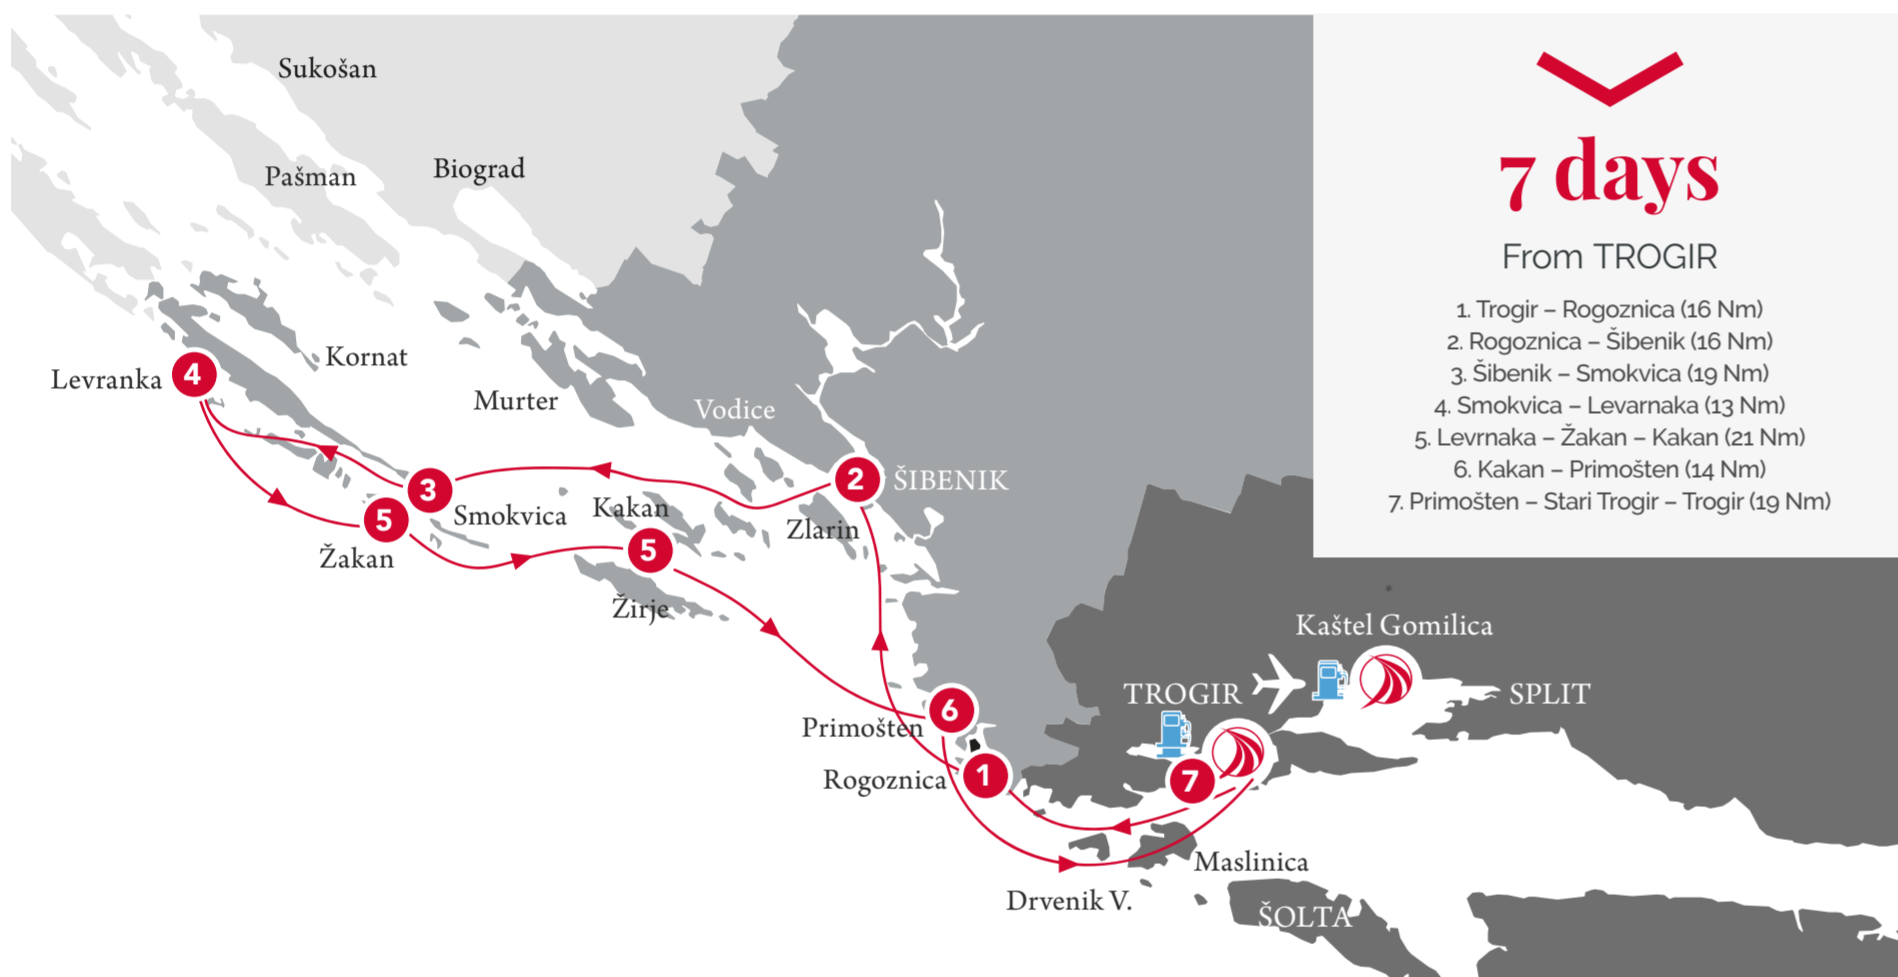 7 days
From TROGIR
1. Trogir – Rogoznica (16 Nm)
2. Rogoznica – Šibenik (16 Nm)
3. Šibenik – Smokvica (19 Nm)
4. Smokvica – Levarnaka (13 Nm)
5. Levrnaka – Žakan – Kakan (21 Nm)
6. Kakan – Primošten (14 Nm)
7. Primošten – Stari Trogir – Trogir (19 Nm)
Sukošan
Biograd
Pašman
Kornat
Levranka
4
Murter
Vodice
2
ŠIBENIK
3
Smokvica
Kakan
5
Zlarin
Žakan
5
Žirje
Kaštel Gomilica
TROGIR
SPLIT
6
Primošten
Rogoznica
1
7
Maslinica
Drvenik V.
ŠOLTA